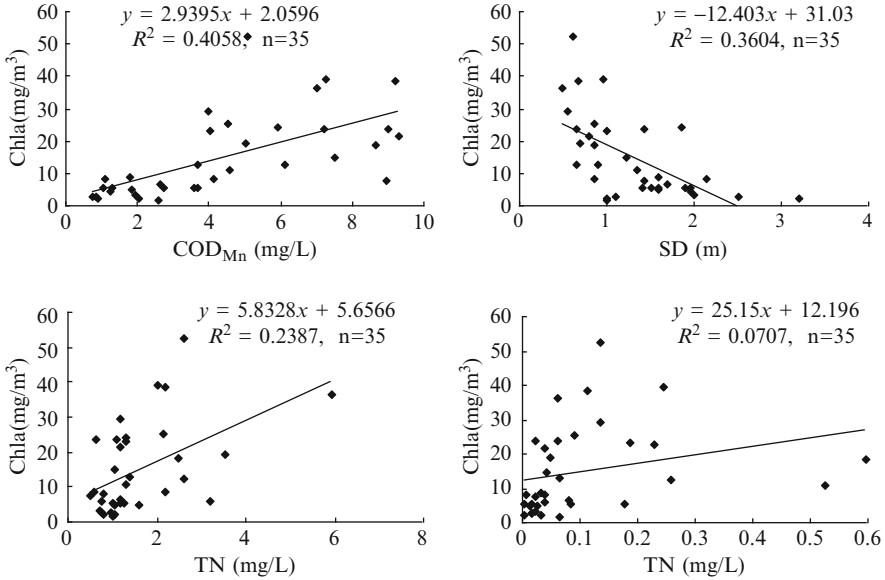 y = 2.9395x + 2.0596
R² = 0.4058, n=35
Chla(mg/m³)
60
50
40
30
20
10
0
0 2 4 6 8 10
COD_Mn (mg/L)
y = −12.403x + 31.03
R² = 0.3604, n=35
Chla(mg/m³)
60
50
40
30
20
10
0
0 1 2 3 4
SD (m)
y = 5.8328x + 5.6566
R² = 0.2387, n=35
Chla(mg/m³)
60
50
40
30
20
10
0
0 2 4 6 8
TN (mg/L)
y = 25.15x + 12.196
R² = 0.0707, n=35
Chla(mg/m³)
60
50
40
30
20
10
0
0 0.1 0.2 0.3 0.4 0.5 0.6
TN (mg/L)